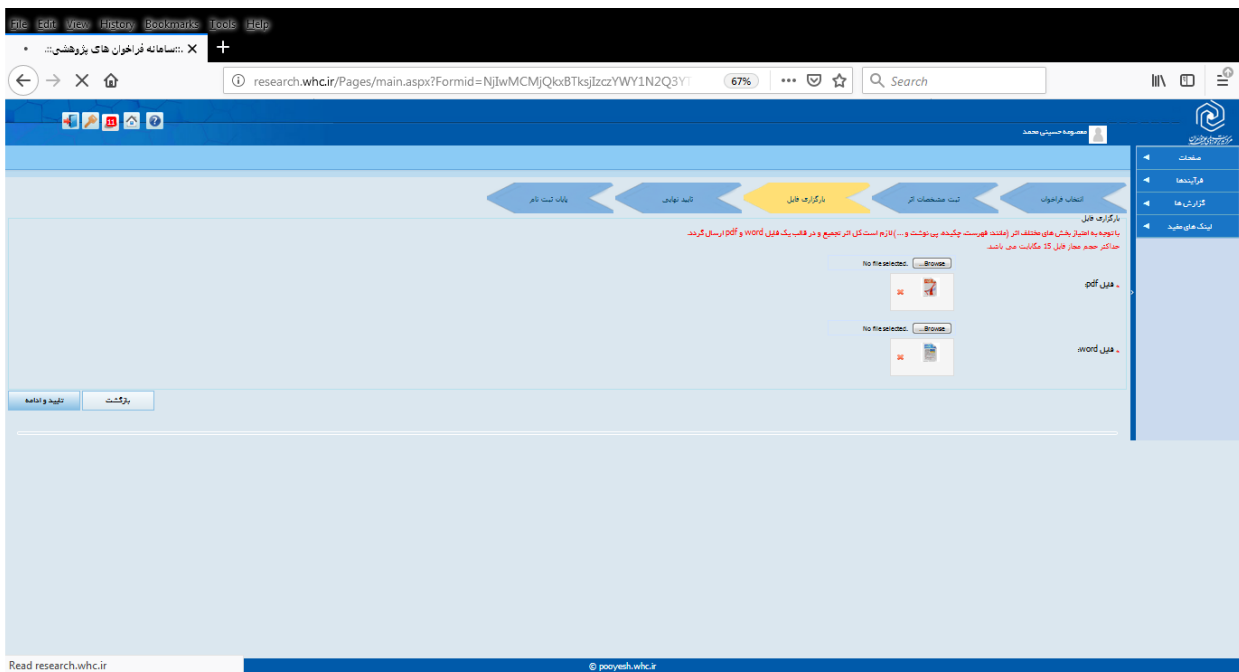 File Edit View History Bookmarks Tools Help
.::سامانه فراخوان های پژوهشی::.
research.whc.ir/Pages/main.aspx?Formid=NjIwMCMjQkxBTksjIzczYWY1N2Q3YT
67%
Search
معصومه حسینی محمد
صفحات
فرآیندها
گزارش ها
لینک های مفید
انتخاب فراخوان
ثبت مشخصات اثر
بارگزاری فایل
تایید نهایی
پایان ثبت نام
بارگزاری فایل
با توجه به امتیاز بخش های مختلف اثر (مانند: فهرست، چکیده، پی نوشت و ... ) لازم است کل اثر تجمیع و در قالب یک فایل word و pdf ارسال گردد.
حداکثر حجم مجاز فایل 15 مگابایت می باشد.
Browse... No file selected.
فایل pdf:
Browse... No file selected.
فایل word:
بازگشت
تایید و ادامه
Read research.whc.ir
© pooyesh.whc.ir